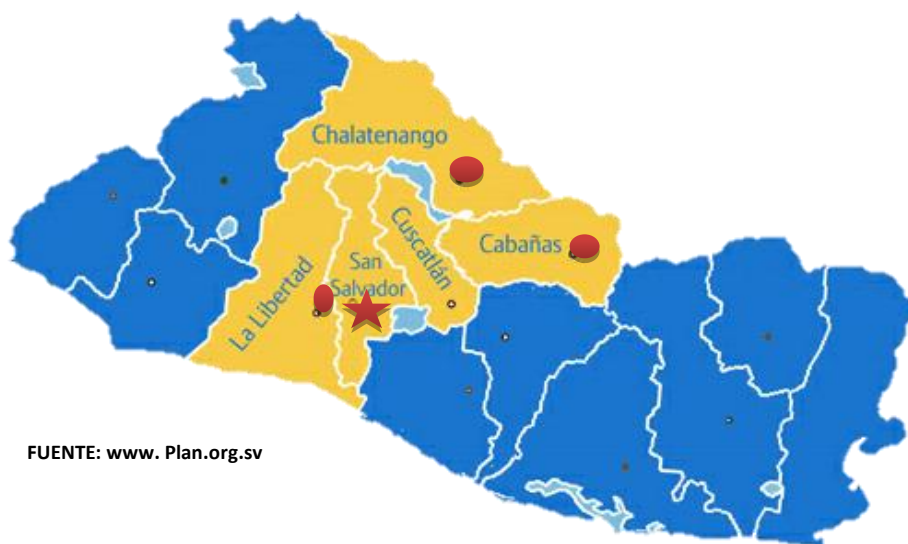 Chalatenango
Cabañas
Cuscatlán
San
Salvador
La Libertad
FUENTE: www. Plan.org.sv